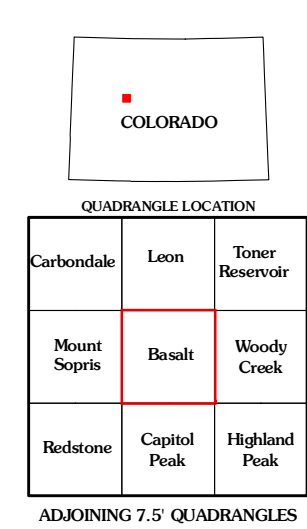 COLORADO
QUADRANGLE LOCATION
Carbondale
Leon
Toner
Reservoir
Mount
Sopris
Basalt
Woody
Creek
Redstone
Capitol
Peak
Highland
Peak
ADJOINING 7.5' QUADRANGLES